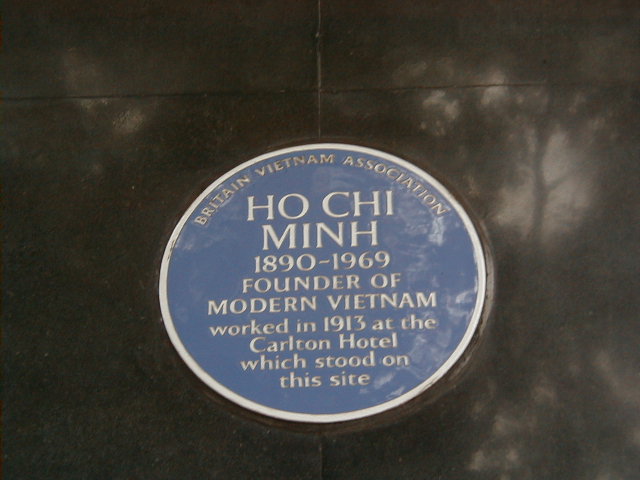 BRITAIN VIETNAM ASSOCIATION
HO CHI
MINH
1890-1969
FOUNDER OF
MODERN VIETNAM
worked in 1913 at the
Carlton Hotel
which stood on
this site